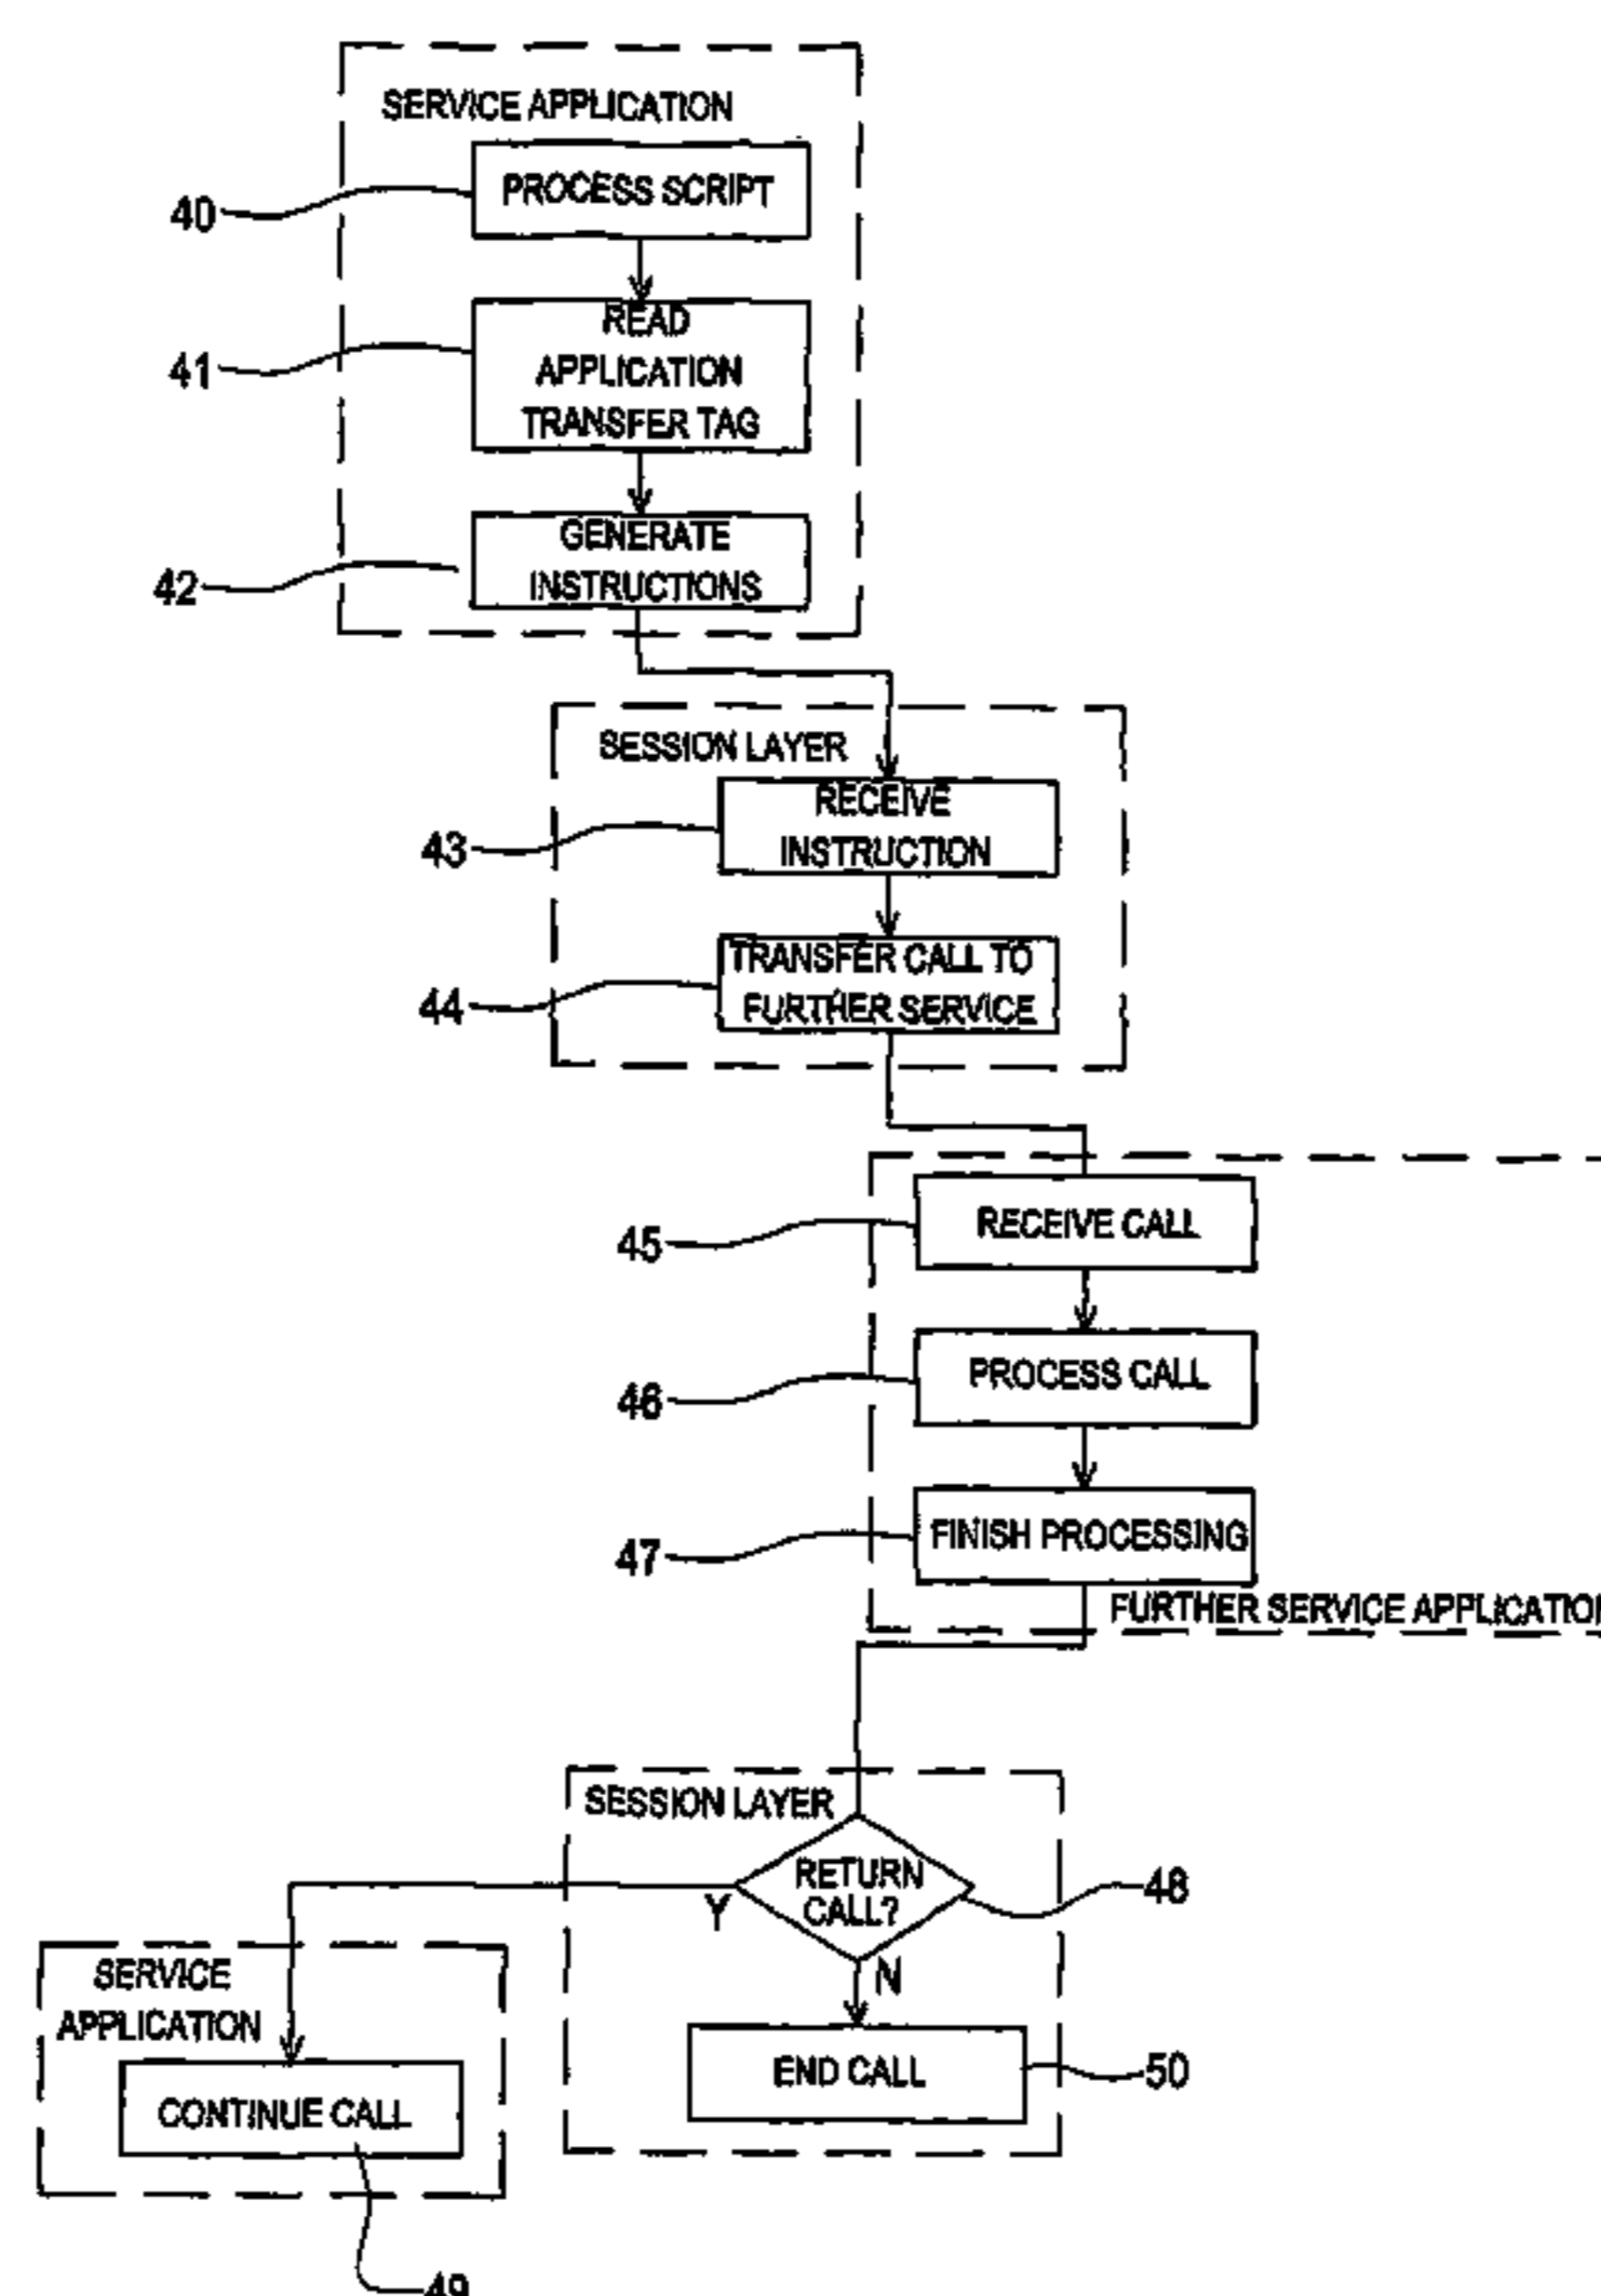 SERVICE APPLICATION
PROCESS SCRIPT
40
READ
APPLICATION
TRANSFER TAG
41
GENERATE
INSTRUCTIONS
42
SESSION LAYER
RECEIVE
INSTRUCTION
43
TRANSFER CALL TO
FURTHER SERVICE
44
RECEIVE CALL
45
PROCESS CALL
46
FINISH PROCESSING
47
FURTHER SERVICE APPLICATION
SESSION LAYER
RETURN
CALL?
48
Y
N
SERVICE
APPLICATION
END CALL
50
CONTINUE CALL
49